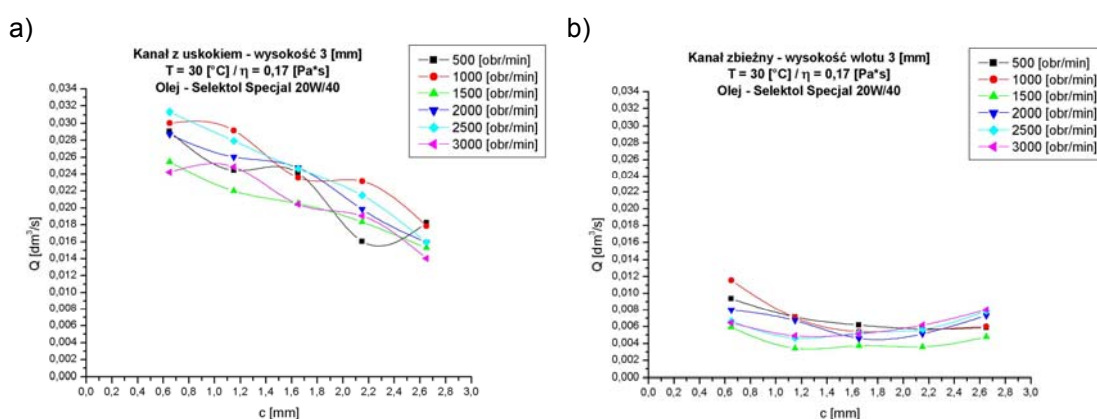 a)
Kanał z uskokiem - wysokość 3 [mm]
T = 30 [°C] / η = 0,17 [Pa*s]
Olej - Selektol Specjal 20W/40
500 [obr/min]
1000 [obr/min]
1500 [obr/min]
2000 [obr/min]
2500 [obr/min]
3000 [obr/min]
0,034
0,032
0,030
0,028
0,026
0,024
0,022
0,020
0,018
0,016
0,014
0,012
0,010
0,008
0,006
0,004
0,002
0,000
Q [dm³/s]
0,0 0,2 0,4 0,6 0,8 1,0 1,2 1,4 1,6 1,8 2,0 2,2 2,4 2,6 2,8 3,0
c [mm]
b)
Kanał zbieżny - wysokość wlotu 3 [mm]
T = 30 [°C] / η = 0,17 [Pa*s]
Olej - Selektol Specjal 20W/40
500 [obr/min]
1000 [obr/min]
1500 [obr/min]
2000 [obr/min]
2500 [obr/min]
3000 [obr/min]
0,034
0,032
0,030
0,028
0,026
0,024
0,022
0,020
0,018
0,016
0,014
0,012
0,010
0,008
0,006
0,004
0,002
0,000
Q [dm³/s]
0,0 0,2 0,4 0,6 0,8 1,0 1,2 1,4 1,6 1,8 2,0 2,2 2,4 2,6 2,8 3,0
c [mm]